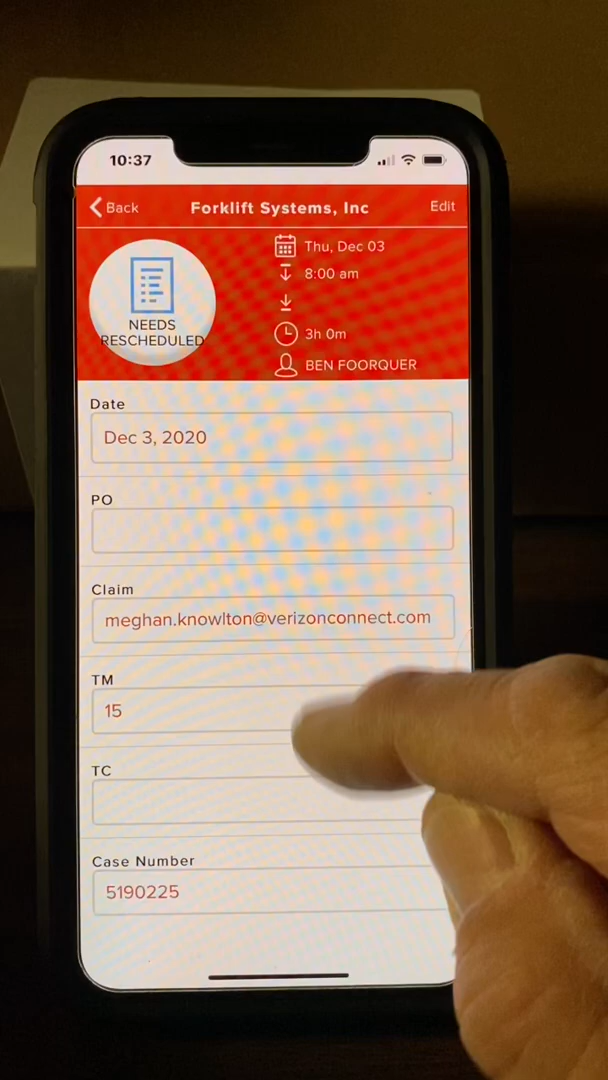 10:37
Back
Forklift Systems, Inc
Edit
NEEDS
RESCHEDULED
Thu, Dec 03
8:00 am
3h 0m
BEN FOORQUER
Date
Dec 3, 2020
PO
Claim
meghan.knowlton@verizonconnect.com
TM
15
TC
Case Number
5190225